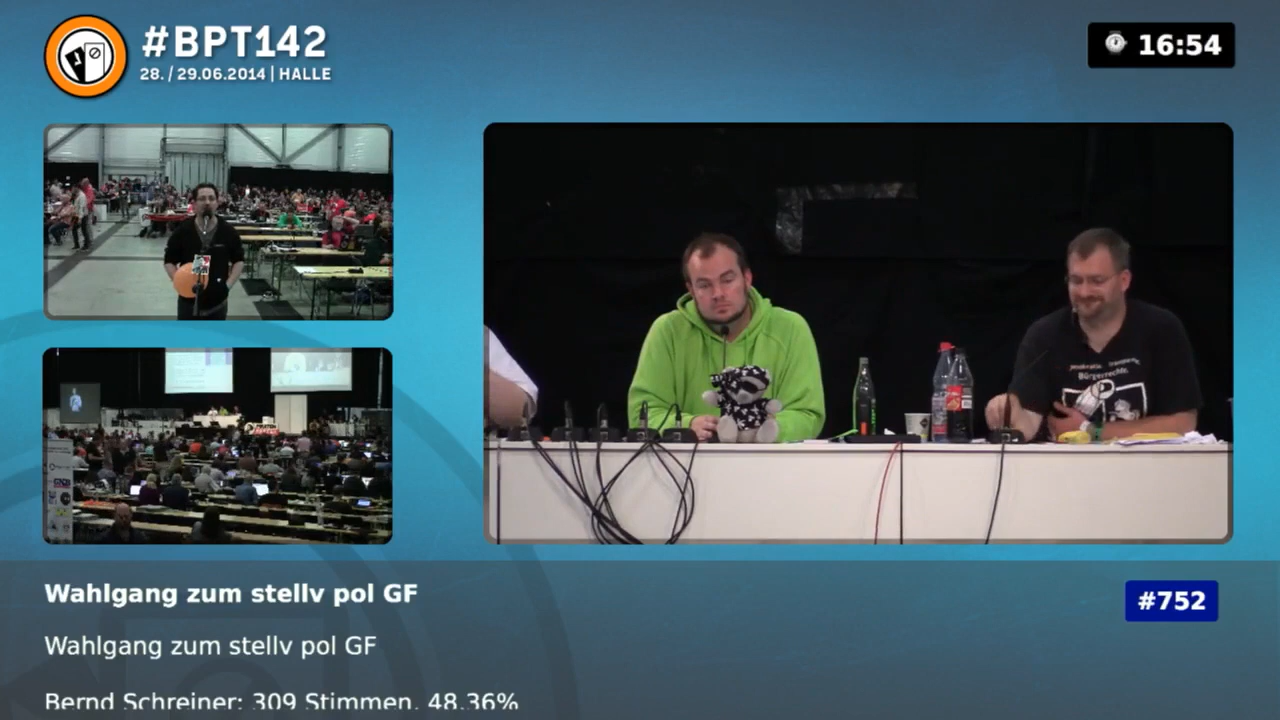 #BPT142
28. / 29.06.2014 | HALLE
16:54
Bürgerrechte.
Wahlgang zum stellv pol GF
#752
Wahlgang zum stellv pol GF
Bernd Schreiner: 309 Stimmen, 48,36%